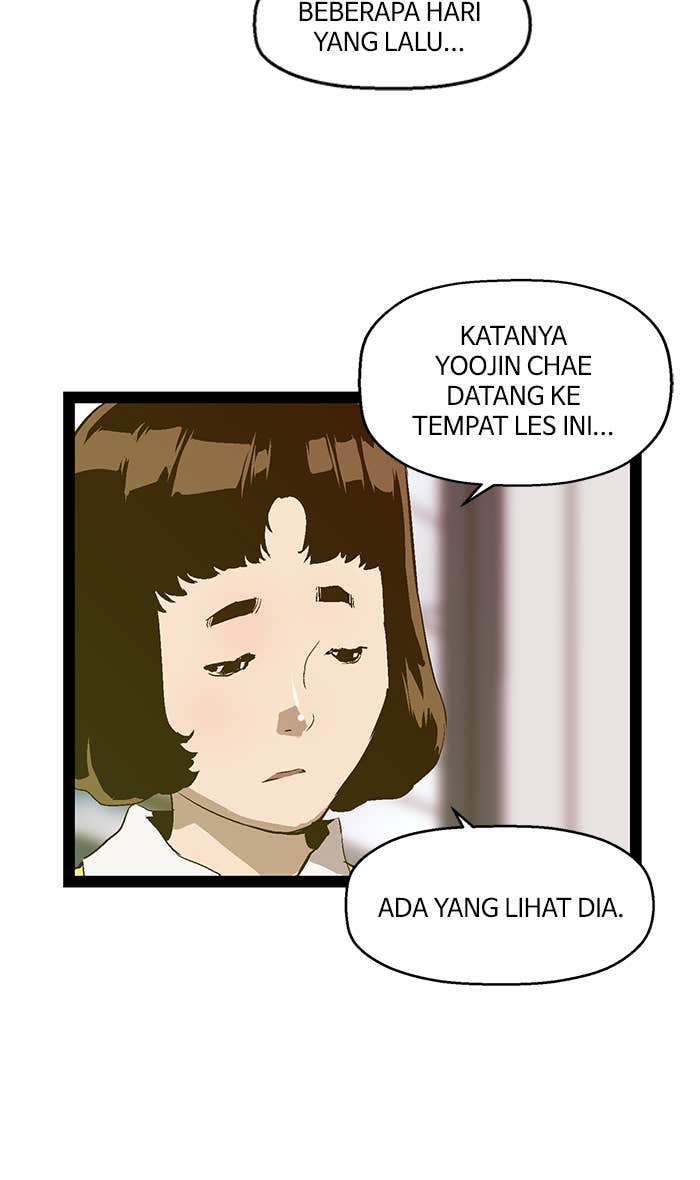 BEBERAPA HARI
YANG LALU...
KATANYA
YOOJIN CHAE
DATANG KE
TEMPAT LES INI...
ADA YANG LIHAT DIA.